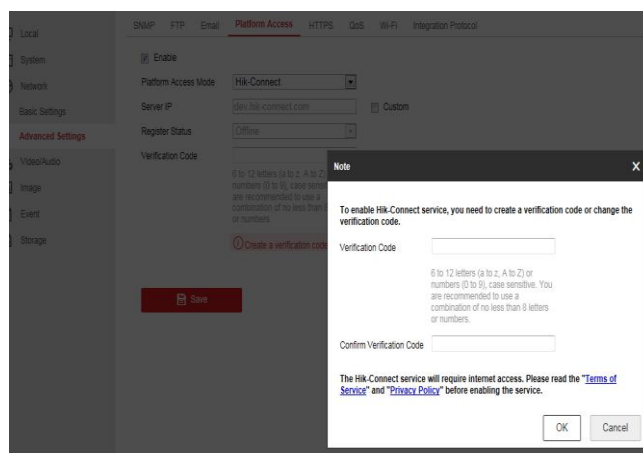 SNMP FTP Email Platform Access HTTPS QoS Wi-Fi Integration Protocol
Local
System
Network
Basic Settings
Advanced Settings
Video/Audio
Image
Event
Storage
Enable
Platform Access Mode Hik-Connect
Server IP dev.hik-connect.com Custom
Register Status Offline
Verification Code
6 to 12 letters (a to z, A to Z)
numbers (0 to 9), case sensitive
are recommended to use a
combination of no less than
or numbers.
Create a verification code
Save
Note X
To enable Hik-Connect service, you need to create a verification code or change the
verification code.
Verification Code
6 to 12 letters (a to z, A to Z) or
numbers (0 to 9), case sensitive. You
are recommended to use a
combination of no less than 8 letters
or numbers.
Confirm Verification Code
The Hik-Connect service will require internet access. Please read the "Terms of
Service" and "Privacy Policy" before enabling the service.
OK Cancel